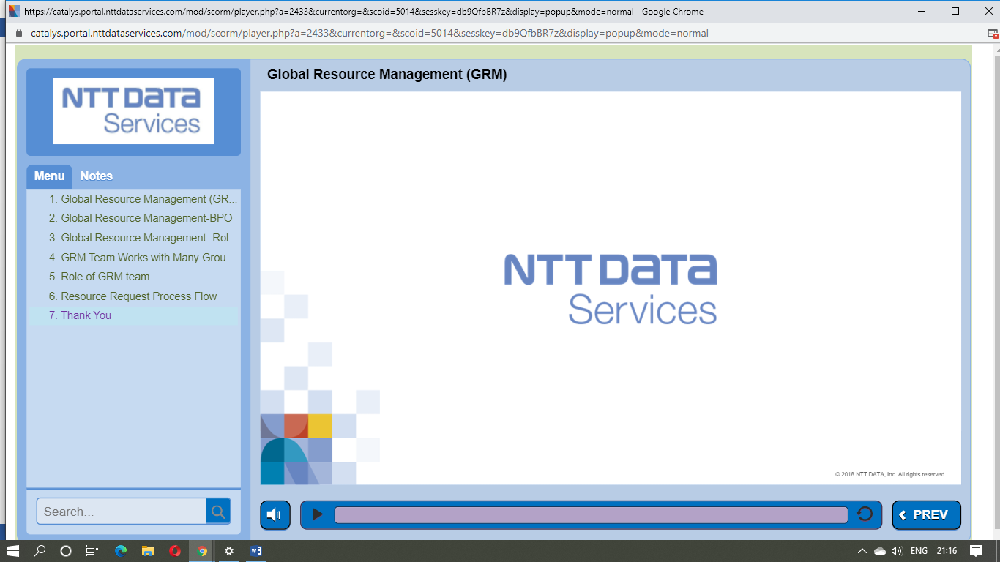 https://catalys.portal.nttdataservices.com/mod/scorm/player.php?a=2433&currentorg=&scoid=5014&sesskey=db9QfbBR7z&display=popup&mode=normal - Google Chrome
catalys.portal.nttdataservices.com/mod/scorm/player.php?a=2433&currentorg=&scoid=5014&sesskey=db9QfbBR7z&display=popup&mode=normal
NTT DATA
Services
Global Resource Management (GRM)
Menu Notes
1. Global Resource Management (GR...
2. Global Resource Management-BPO
3. Global Resource Management- Rol...
4. GRM Team Works with Many Grou...
5. Role of GRM team
6. Resource Request Process Flow
7. Thank You
NTT DATA
Services
© 2018 NTT DATA, Inc. All rights reserved.
Search...
PREV
ENG 21:16